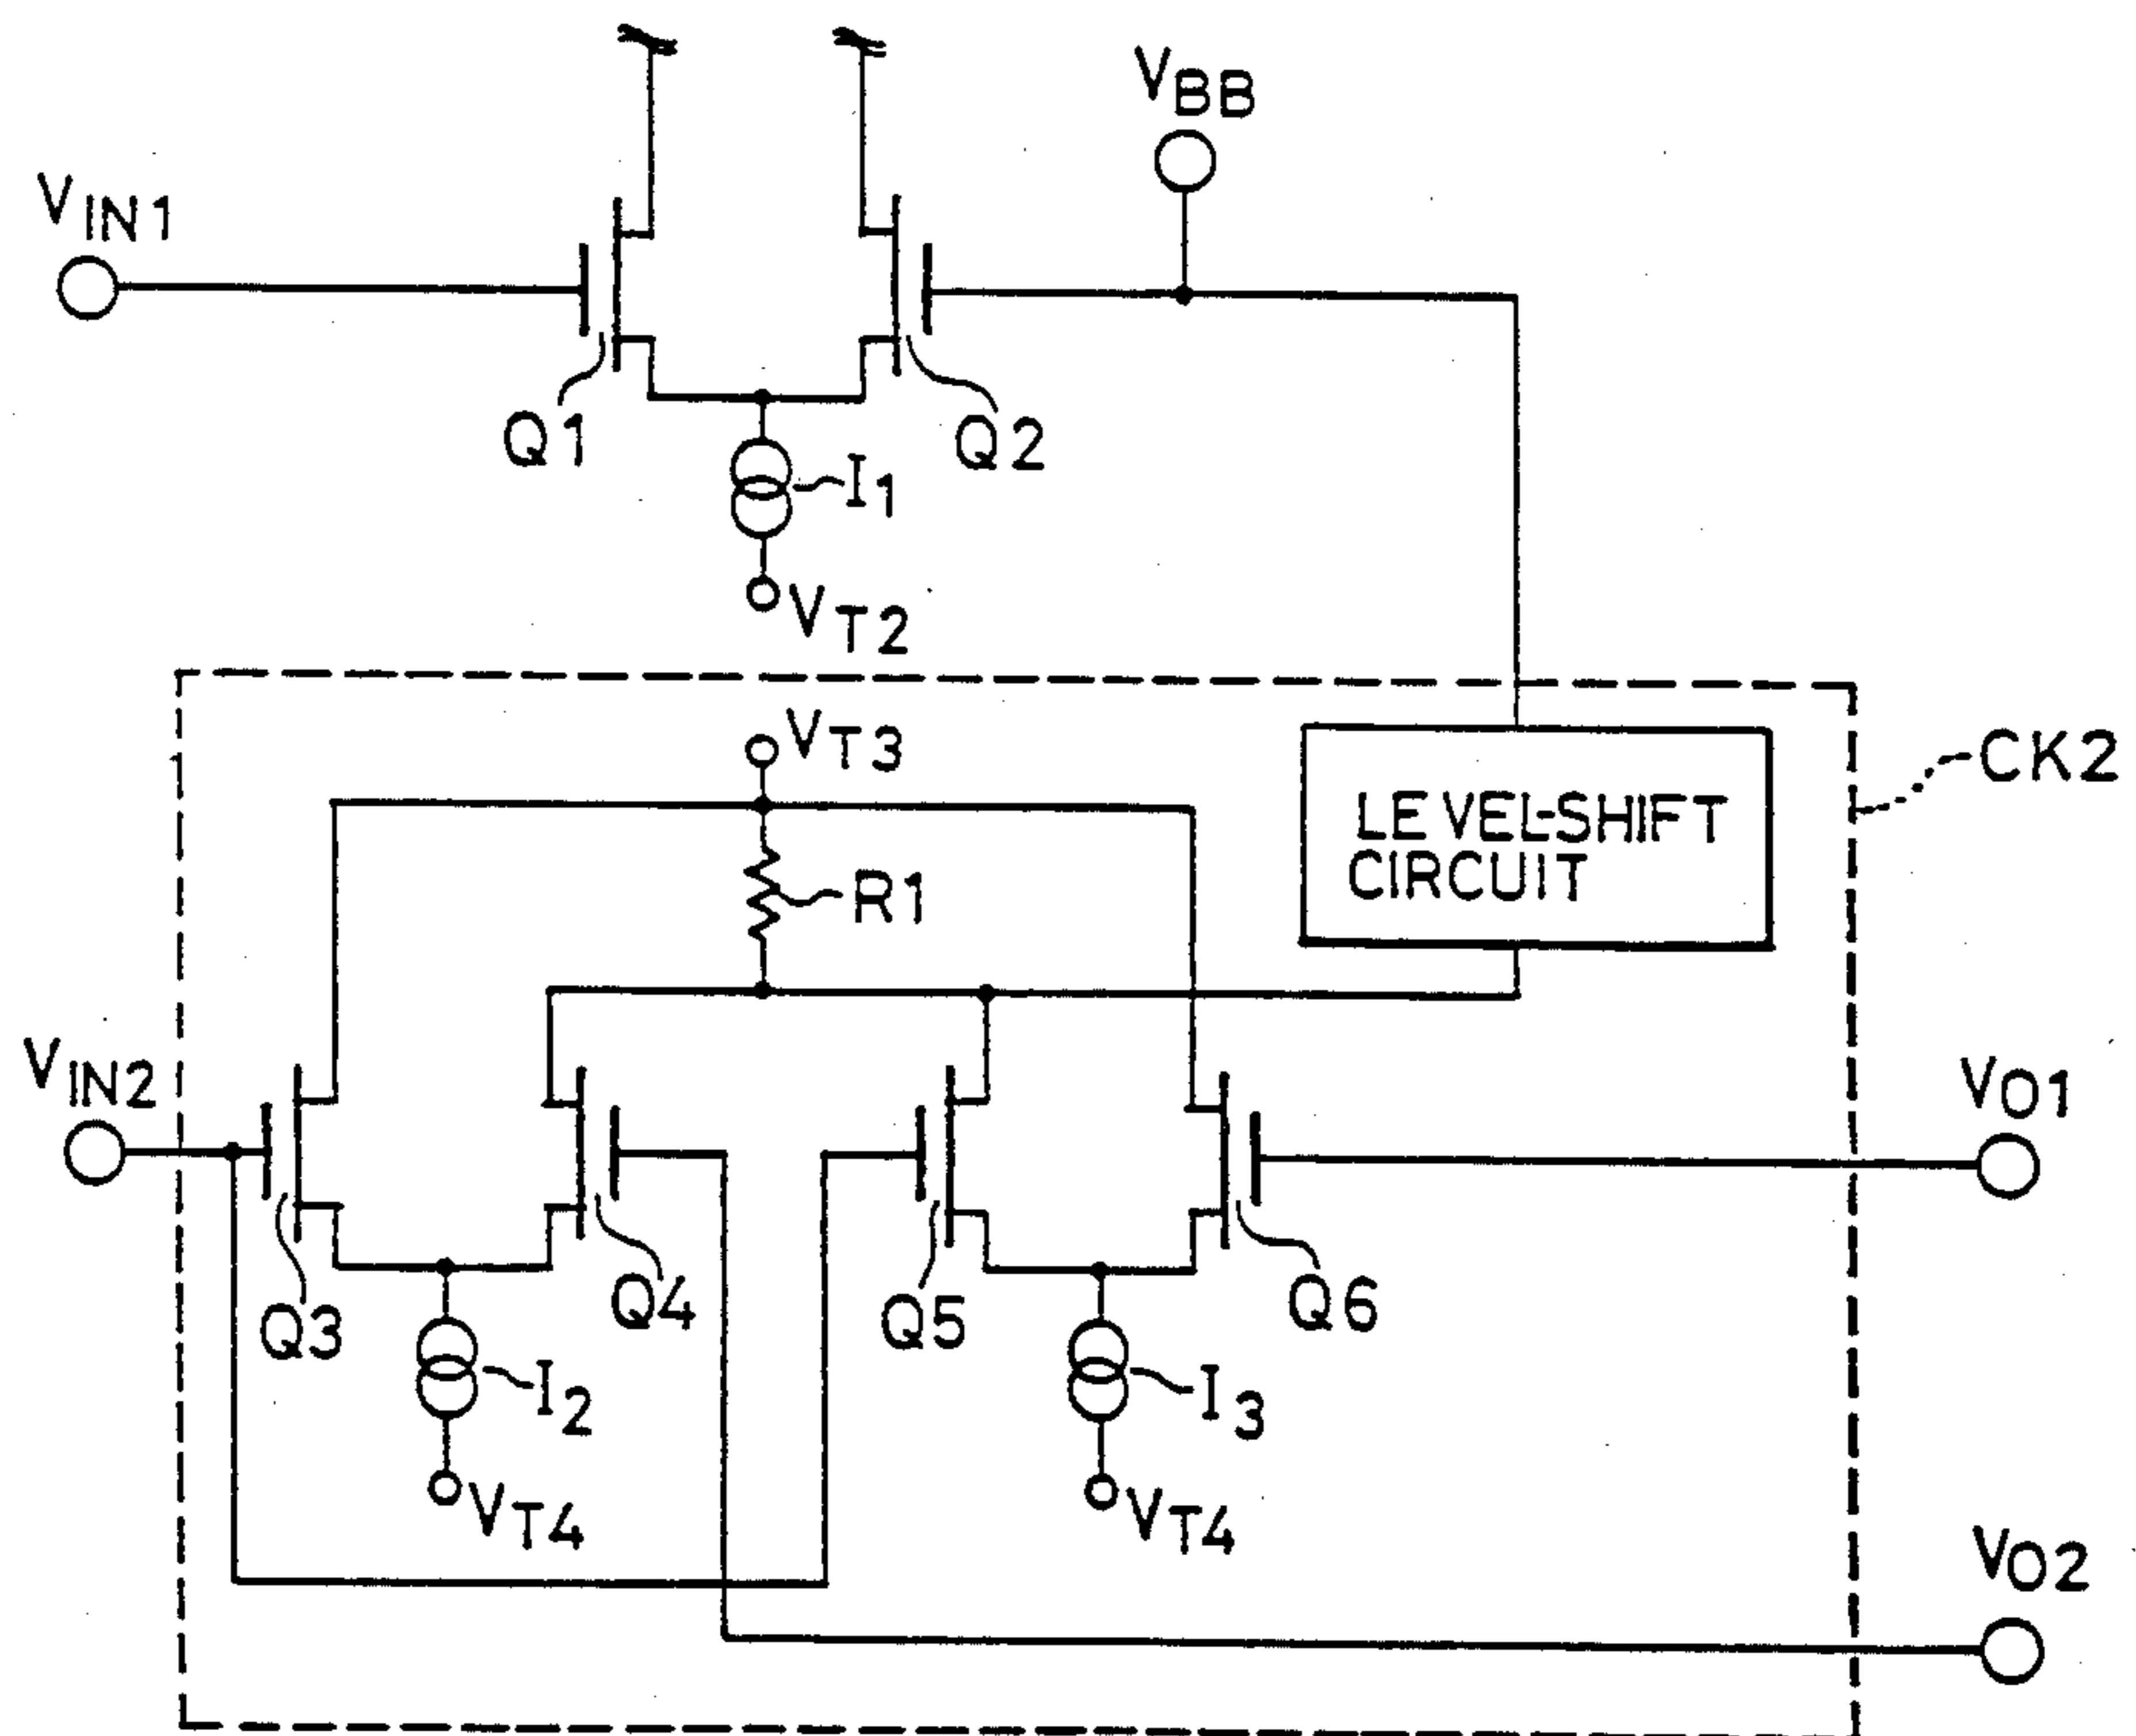 VBB
VIN1
Q1
Q2
I1
VT2
VT3
CK2
LEVEL-SHIFT
CIRCUIT
R1
VIN2
VO1
Q3
Q4
Q5
Q6
I2
I3
VT4
VT4
VO2